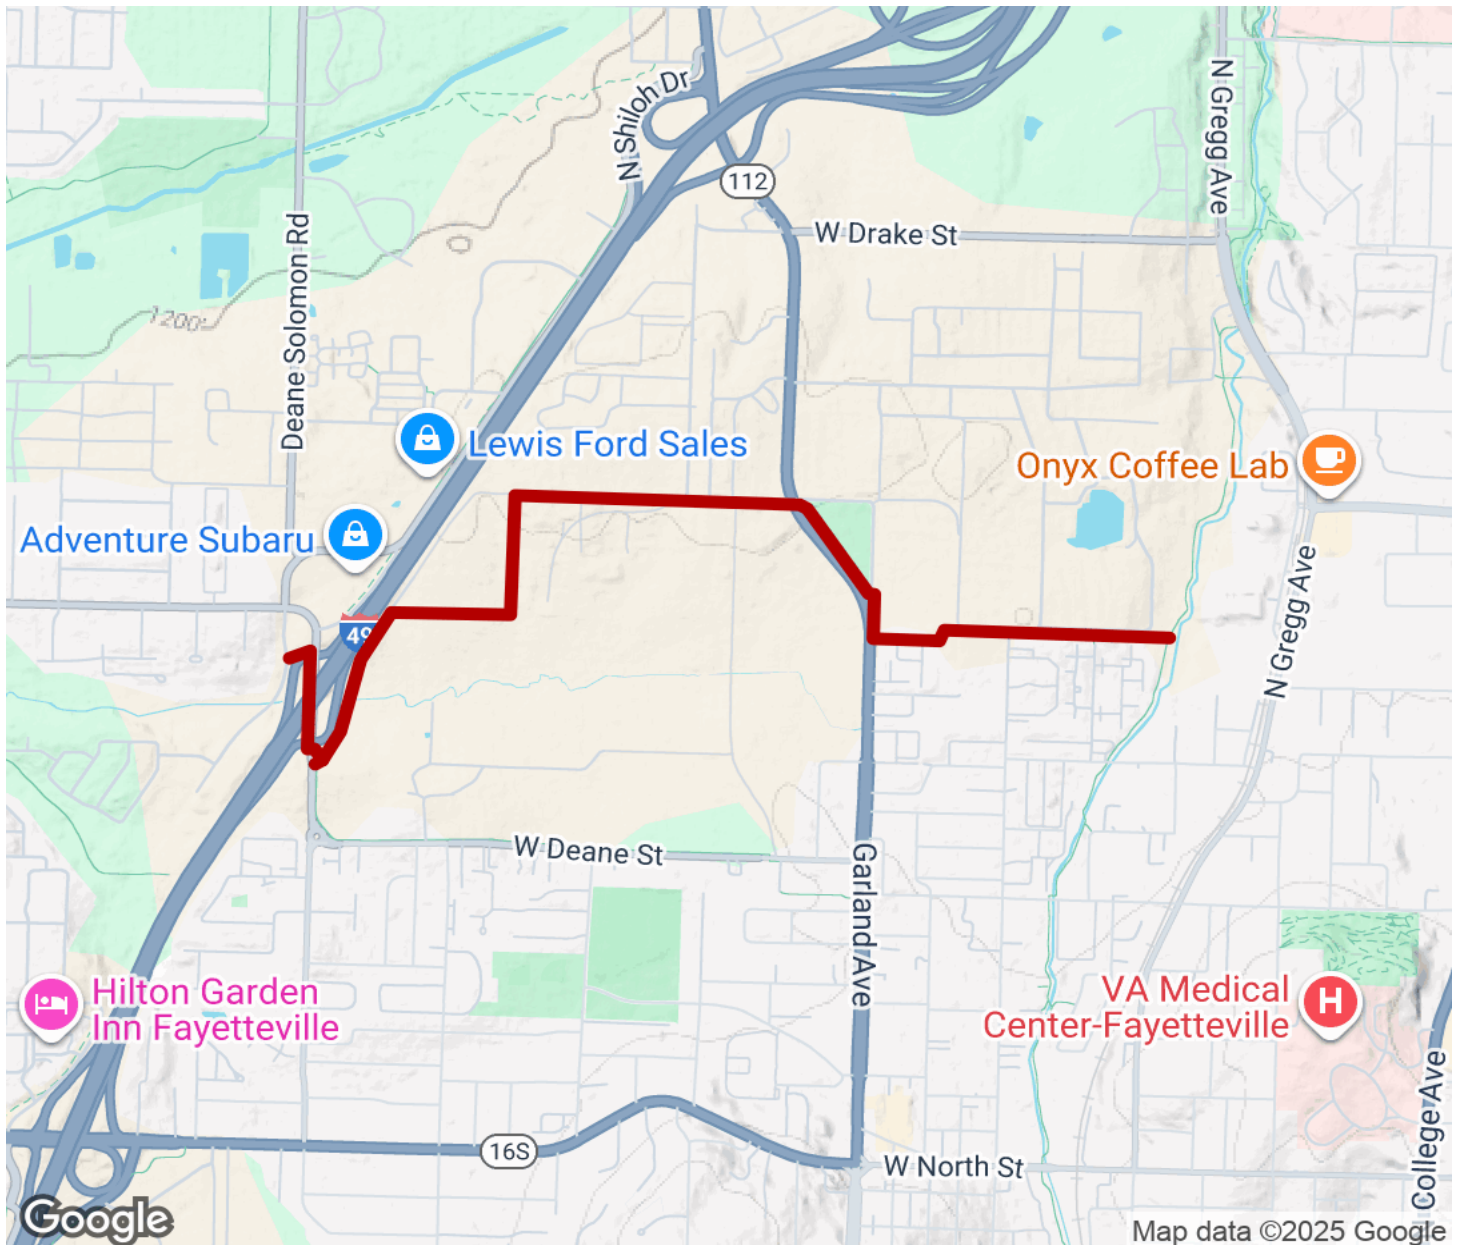 N Shiloh Dr
N Gregg Ave
112
W Drake St
Deane Solomon Rd
1200'
Lewis Ford Sales
Onyx Coffee Lab
Adventure Subaru
49
N Gregg Ave
W Deane St
Garland Ave
Hilton Garden
Inn Fayetteville
VA Medical
Center-Fayetteville
H
College Ave
16S
W North St
Google
Map data ©2025 Google